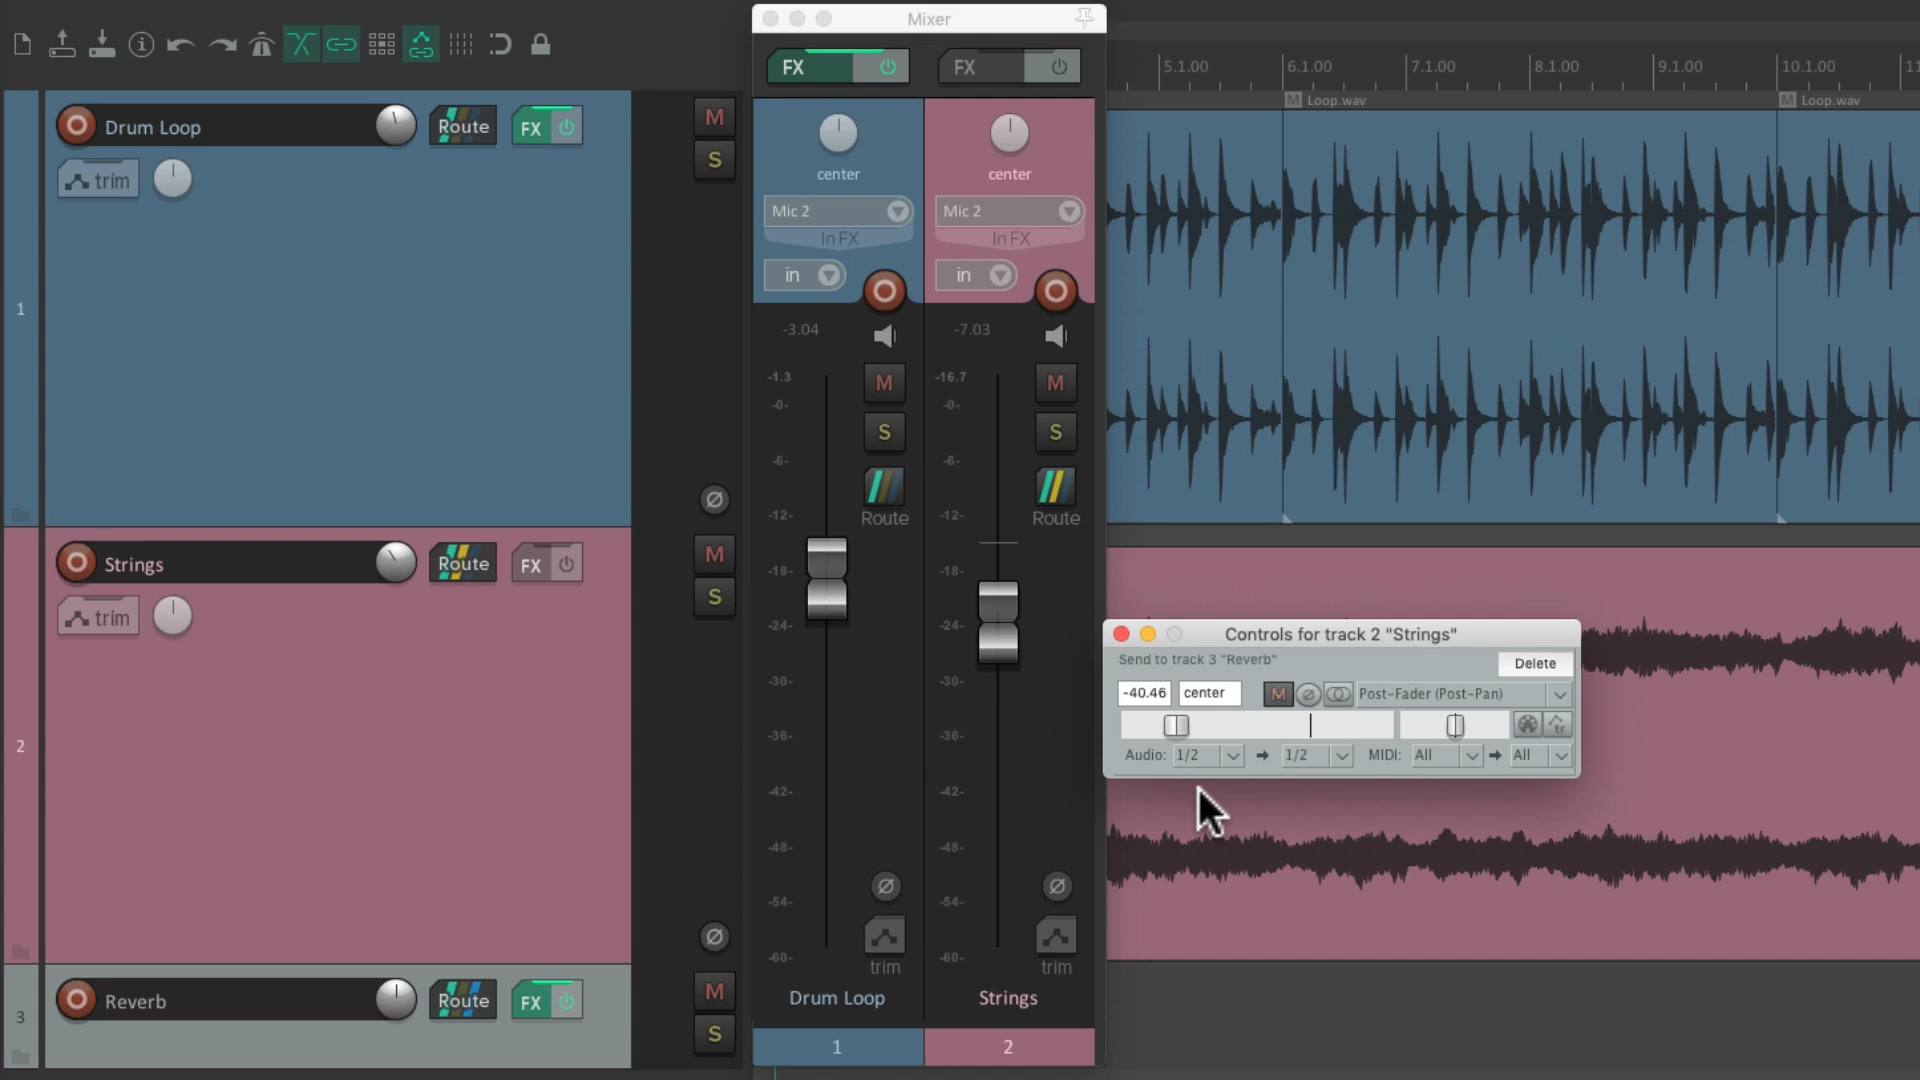 Mixer
FX
FX
5.1.00
6.1.00
7.1.00
8.1.00
9.1.00
10.1.00
11
M Loop.wav
M Loop.wav
1
Drum Loop
Route
FX
trim
M
S
center
center
Mic 2
Mic 2
In FX
In FX
in
in
-3.04
-7.03
-1.3
-0-
-6-
-12-
-18-
-24-
-30-
-36-
-42-
-48-
-54-
-60-
M
S
Route
trim
-16.7
-0-
-6-
-12-
-18-
-24-
-30-
-36-
-42-
-48-
-54-
-60-
M
S
Route
trim
Drum Loop
Strings
1
2
2
Strings
Route
FX
trim
M
S
3
Reverb
Route
FX
M
S
Controls for track 2 "Strings"
Send to track 3 "Reverb"
Delete
-40.46
center
M
Post-Fader (Post-Pan)
tr
Audio: 1/2
1/2
MIDI: All
All